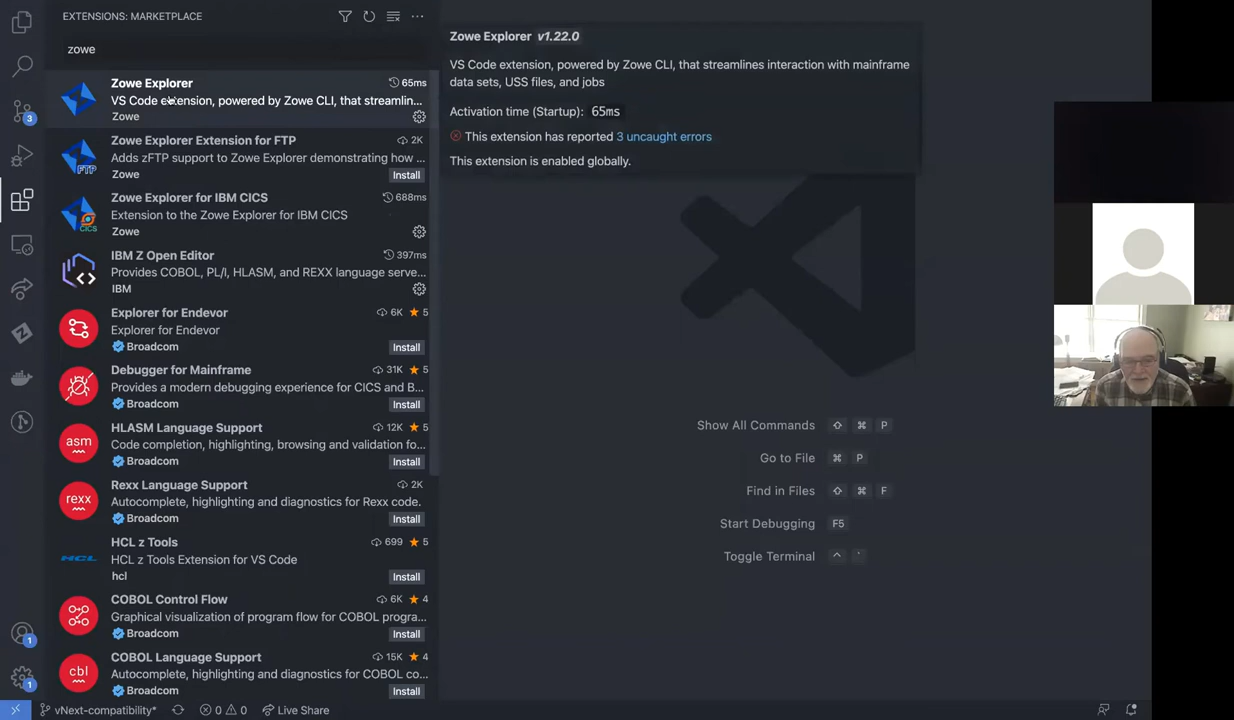 EXTENSIONS: MARKETPLACE
zowe
Zowe Explorer
65ms
VS Code extension, powered by Zowe CLI, that streamlin...
Zowe
Zowe Explorer Extension for FTP
2K
Adds zFTP support to Zowe Explorer demonstrating how ...
Zowe
Install
FTP
Zowe Explorer for IBM CICS
688ms
Extension to the Zowe Explorer for IBM CICS
Zowe
CICS
IBM Z Open Editor
397ms
Provides COBOL, PL/I, HLASM, and REXX language serve...
IBM
Explorer for Endevor
6K ★ 5
Explorer for Endevor
Broadcom
Install
Debugger for Mainframe
31K ★ 5
Provides a modern debugging experience for CICS and B...
Broadcom
Install
asm
HLASM Language Support
12K ★ 5
Code completion, highlighting, browsing and validation fo...
Broadcom
Install
rexx
Rexx Language Support
2K
Autocomplete, highlighting and diagnostics for Rexx code.
Broadcom
Install
HCL
HCL z Tools
699 ★ 5
HCL z Tools Extension for VS Code
hcl
Install
COBOL Control Flow
6K ★ 4
Graphical visualization of program flow for COBOL progra...
Broadcom
Install
cbl
COBOL Language Support
15K ★ 4
Autocomplete, highlighting and diagnostics for COBOL co...
Broadcom
Install
Zowe Explorer v1.22.0
VS Code extension, powered by Zowe CLI, that streamlines interaction with mainframe
data sets, USS files, and jobs
Activation time (Startup): 65ms
This extension has reported 3 uncaught errors
This extension is enabled globally.
Show All Commands ⇧ ⌘ P
Go to File ⌘ P
Find in Files ⇧ ⌘ F
Start Debugging F5
Toggle Terminal ^ `
3
1
1
vNext-compatibility*
0 0
Live Share